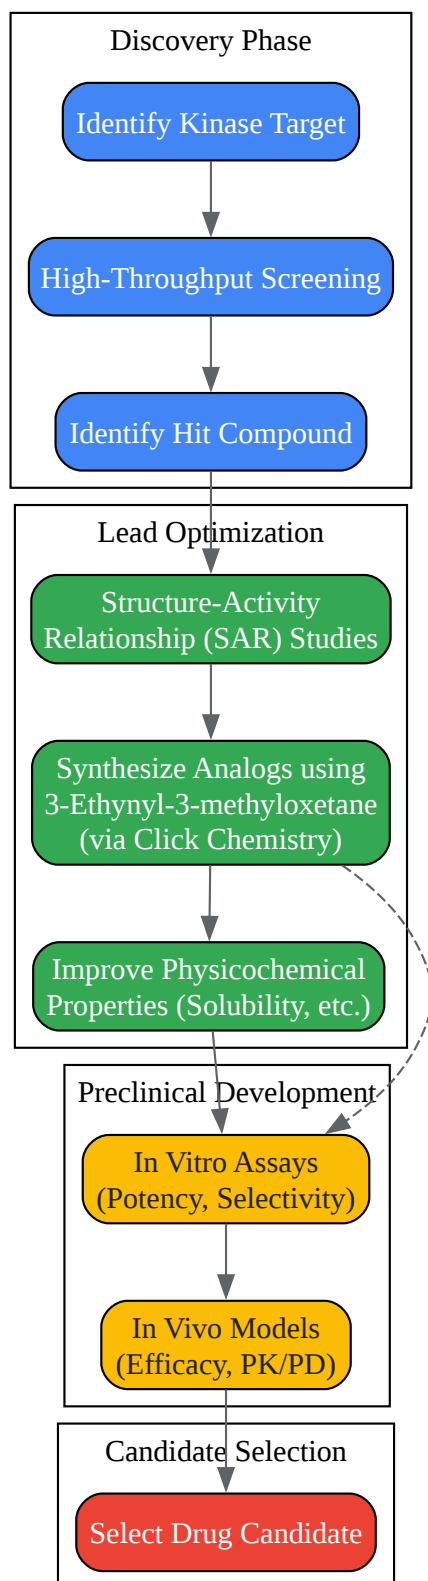 Discovery Phase
Identify Kinase Target
High-Throughput Screening
Identify Hit Compound
Lead Optimization
Structure-Activity
Relationship (SAR) Studies
Synthesize Analogs using
3-Ethynyl-3-methyloxetane
(via Click Chemistry)
Improve Physicochemical
Properties (Solubility, etc.)
Preclinical Development
In Vitro Assays
(Potency, Selectivity)
In Vivo Models
(Efficacy, PK/PD)
Candidate Selection
Select Drug Candidate